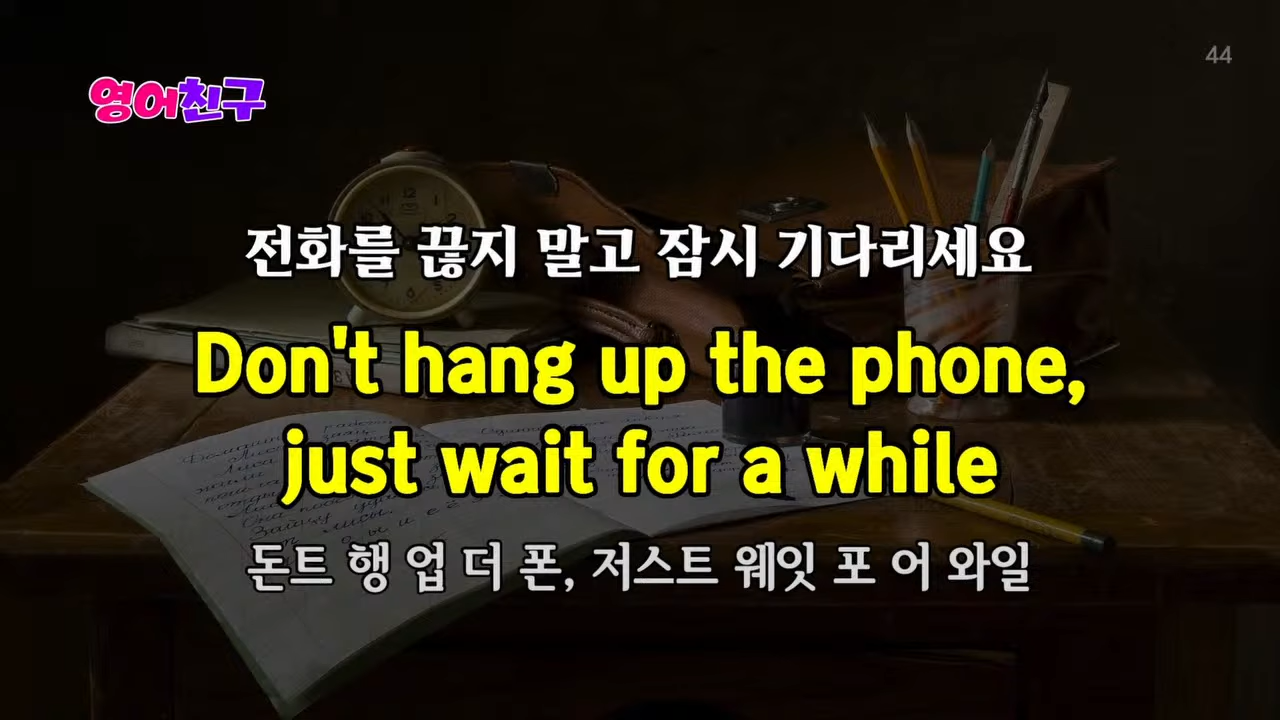 44
영어친구
전화를 끊지 말고 잠시 기다리세요
Don't hang up the phone,
just wait for a while
돈트 행 업 더 폰, 저스트 웨잇 포 어 와일